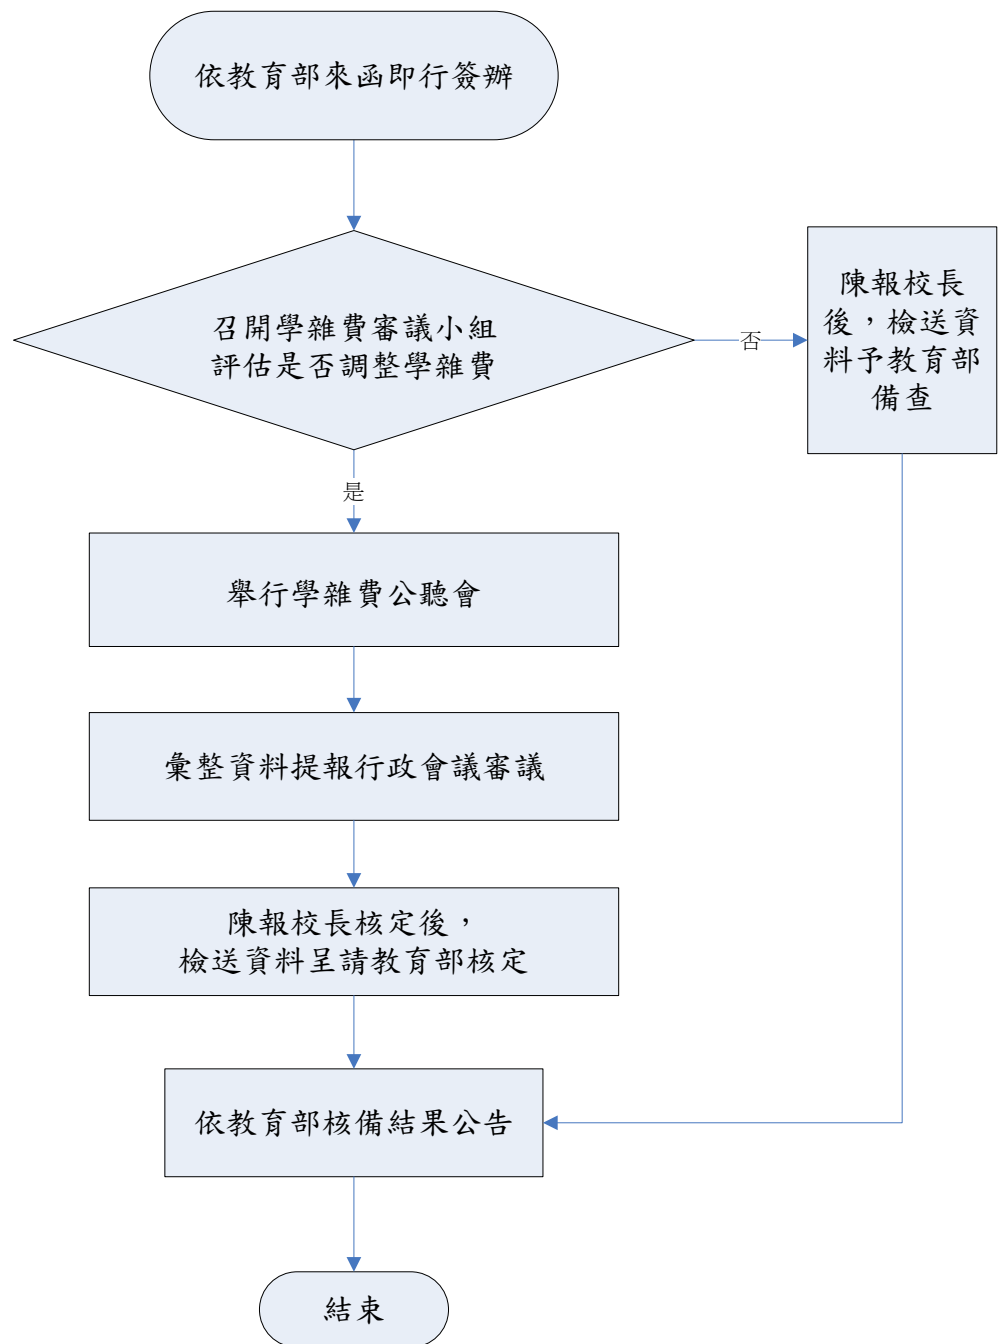 依教育部來函即行簽辦
召開學雜費審議小組
評估是否調整學雜費
否
陳報校長
後，檢送資
料予教育部
備查
是
舉行學雜費公聽會
彙整資料提報行政會議審議
陳報校長核定後，
檢送資料呈請教育部核定
依教育部核備結果公告
結束